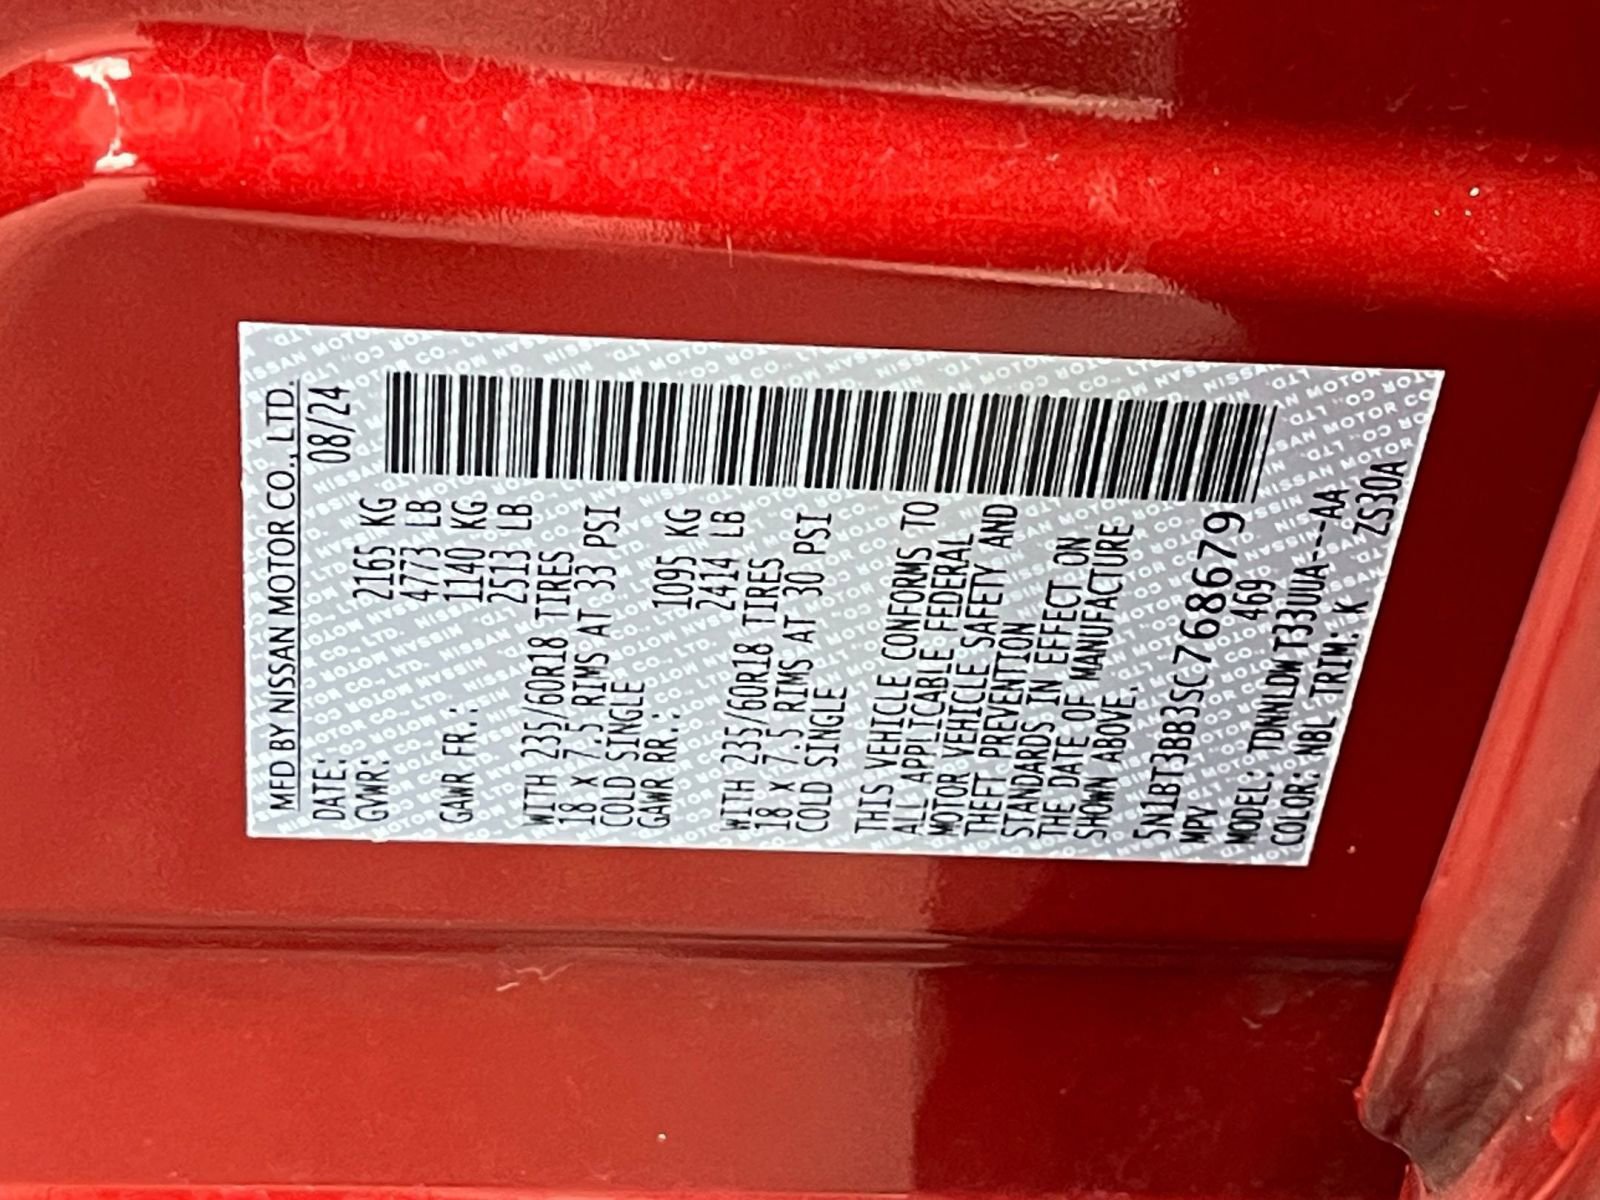 MFD BY NISSAN MOTOR CO., LTD.
DATE: 08/24
GVWR: 2165 KG
4773 LB
GAWR FR.: 1140 KG
2513 LB
WITH 235/60R18 TIRES
18 X 7.5 RIMS AT 33 PSI
COLD SINGLE
GAWR RR.: 1095 KG
2414 LB
WITH 235/60R18 TIRES
18 X 7.5 RIMS AT 30 PSI
COLD SINGLE
THIS VEHICLE CONFORMS TO
ALL APPLICABLE FEDERAL
MOTOR VEHICLE SAFETY AND
THEFT PREVENTION
STANDARDS IN EFFECT ON
THE DATE OF MANUFACTURE
SHOWN ABOVE.
5N1BT3BB3SC768679
MPV 469
MODEL: TDNNLDW T33UUA---AA
COLOR: NBL TRIM: K ZS30A